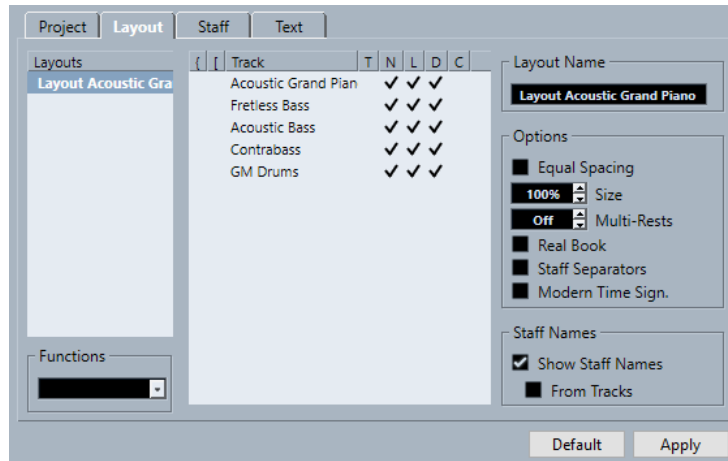 Project Layout Staff Text
Layouts
Layout Acoustic Gra
{ [ Track T N L D C
Acoustic Grand Pian
Fretless Bass
Acoustic Bass
Contrabass
GM Drums
Functions
Layout Name
Layout Acoustic Grand Piano
Options
Equal Spacing
100% Size
Off Multi-Rests
Real Book
Staff Separators
Modern Time Sign.
Staff Names
Show Staff Names
From Tracks
Default Apply